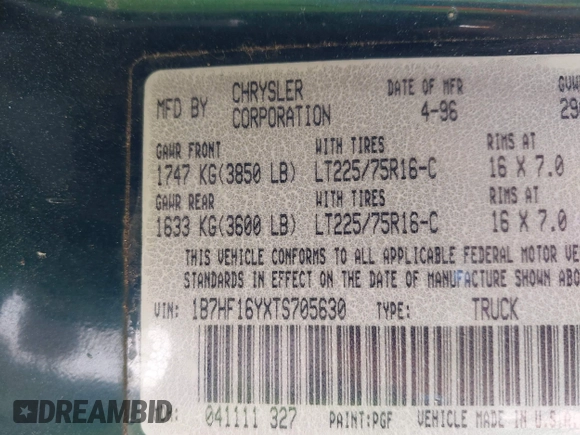 MFD BY CHRYSLER CORPORATION DATE OF MFR 4-96
GAWR FRONT WITH TIRES RIMS AT
1747 KG(3850 LB) LT225/75R16-C 16 X 7.0
GAWR REAR WITH TIRES RIMS AT
1633 KG(3600 LB) LT225/75R16-C 16 X 7.0
THIS VEHICLE CONFORMS TO ALL APPLICABLE FEDERAL MOTOR
STANDARDS IN EFFECT ON THE DATE OF MANUFACTURE SHOWN
VIN: 1B7HF16YXTS705630 TYPE: TRUCK
041111 327 PAINT:PGF VEHICLE MADE IN U.S.A.
DREAMBID